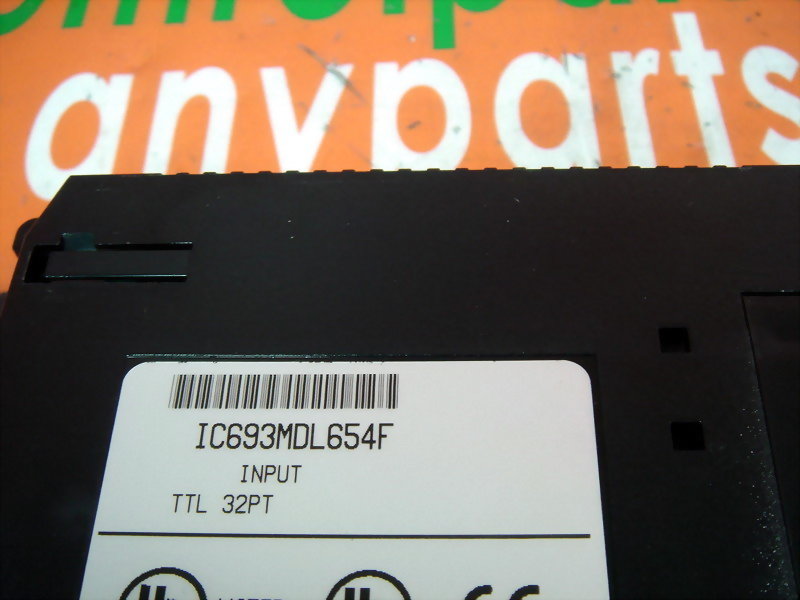 anyparts
IC693MDL654F
INPUT
TTL 32PT